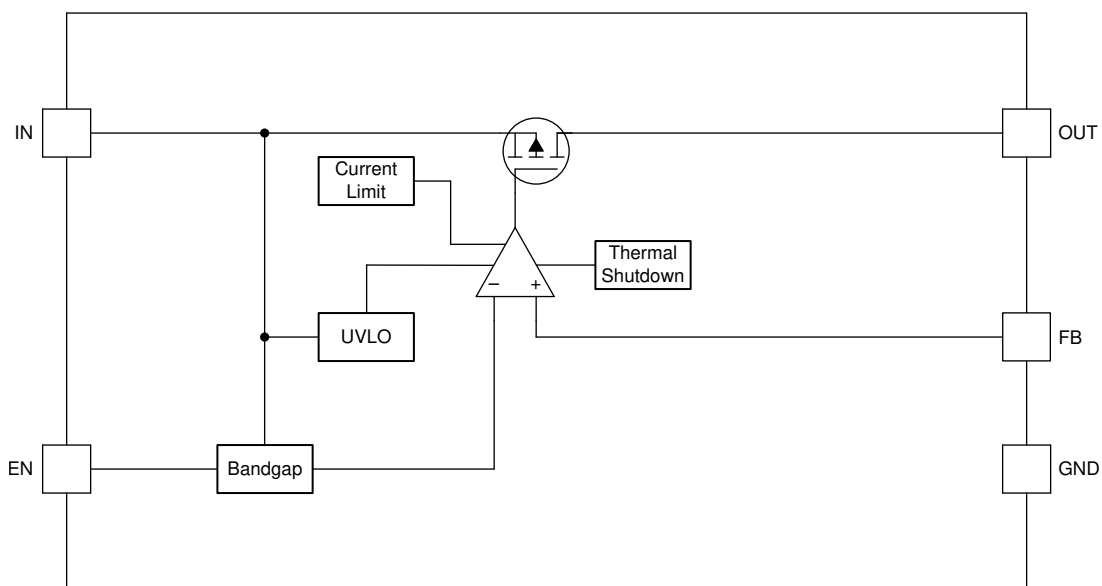 IN
OUT
Current
Limit
Thermal
Shutdown
−
+
UVLO
FB
EN
Bandgap
GND